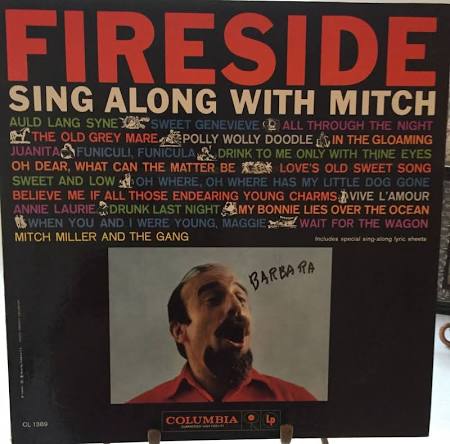 FIRESIDE
SING ALONG WITH MITCH
AULD LANG SYNE SWEET GENEVIEVE ALL THROUGH THE NIGHT
THE OLD GREY MARE POLLY WOLLY DOODLE IN THE GLOAMING
JUANITA FUNICULI, FUNICULA DRINK TO ME ONLY WITH THINE EYES
OH DEAR, WHAT CAN THE MATTER BE LOVE'S OLD SWEET SONG
SWEET AND LOW OH WHERE, OH WHERE HAS MY LITTLE DOG GONE
BELIEVE ME IF ALL THOSE ENDEARING YOUNG CHARMS VIVE L'AMOUR
ANNIE LAURIE DRUNK LAST NIGHT MY BONNIE LIES OVER THE OCEAN
WHEN YOU AND I WERE YOUNG, MAGGIE WAIT FOR THE WAGON
MITCH MILLER AND THE GANG
Includes special sing-along lyric sheets
BARBARA
CL 1389
COLUMBIA Lp